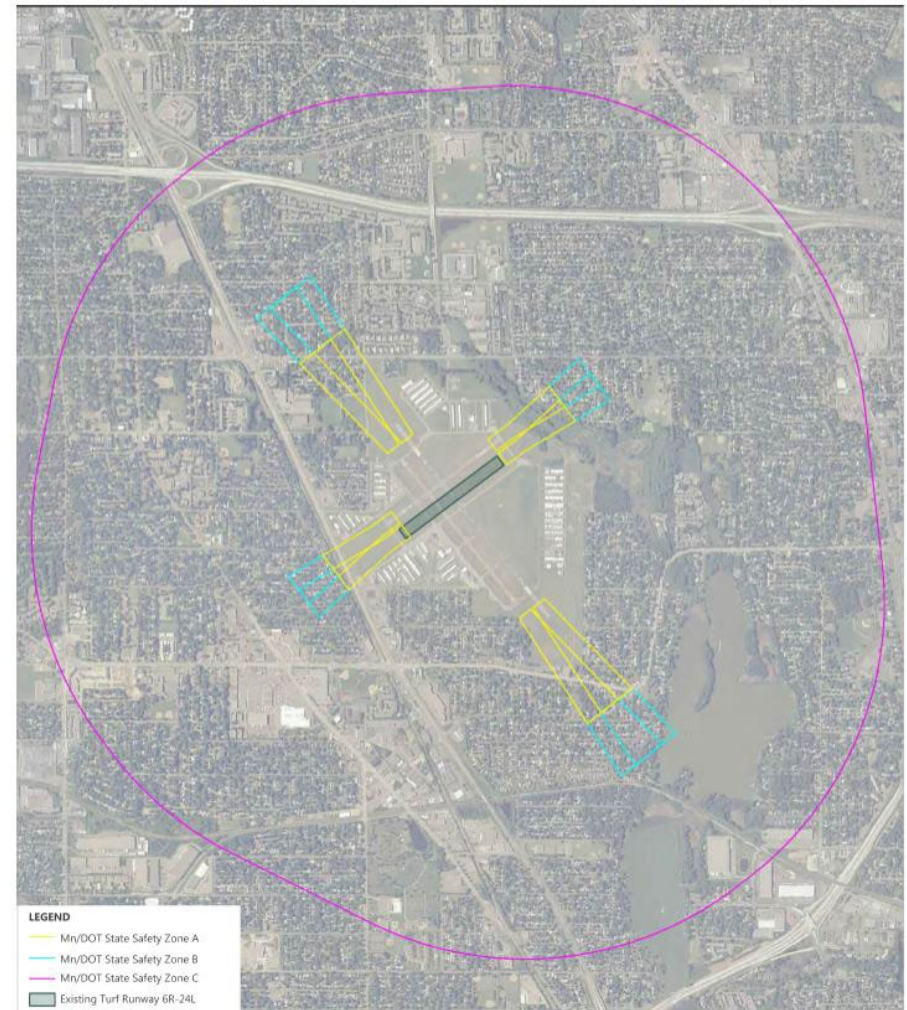 LEGEND
Mn/DOT State Safety Zone A
Mn/DOT State Safety Zone B
Mn/DOT State Safety Zone C
Existing Turf Runway 6R-24L